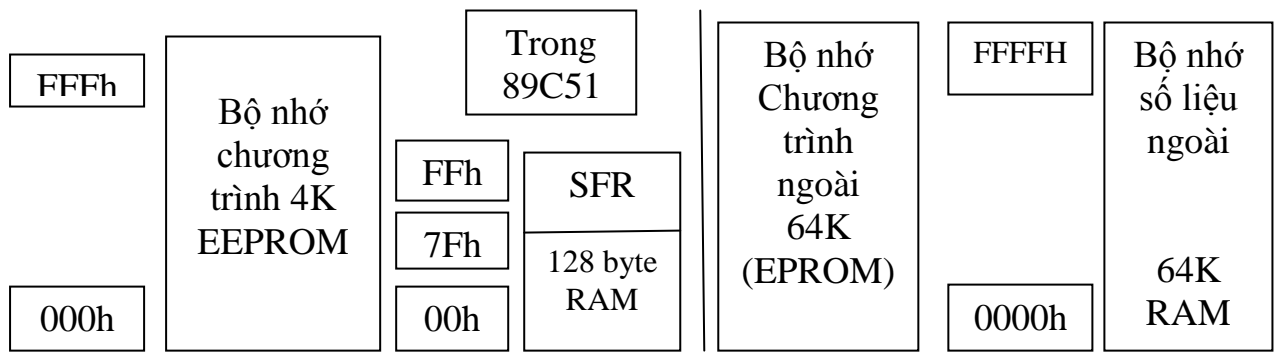 FFFh
000h
Bộ nhớ
chương
trình 4K
EEPROM
Trong
89C51
FFh
7Fh
00h
SFR
128 byte
RAM
Bộ nhớ
Chương
trình
ngoài
64K
(EPROM)
FFFFH
0000h
Bộ nhớ
số liệu
ngoài
64K
RAM